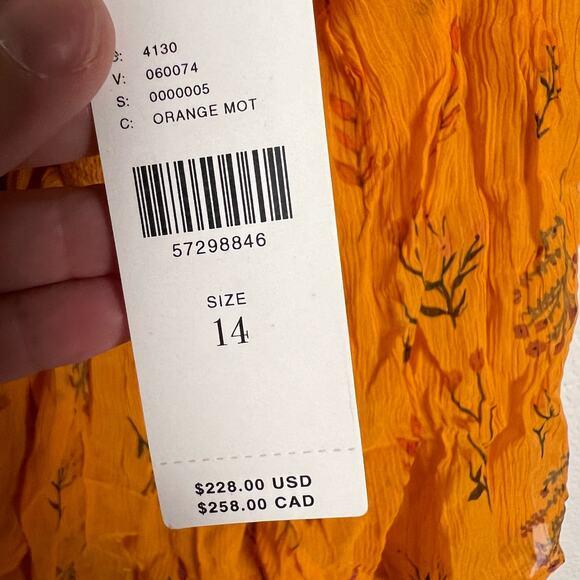 4130
V: 060074
S: 0000005
C: ORANGE MOT
57298846
SIZE
14
$228.00 USD
$258.00 CAD